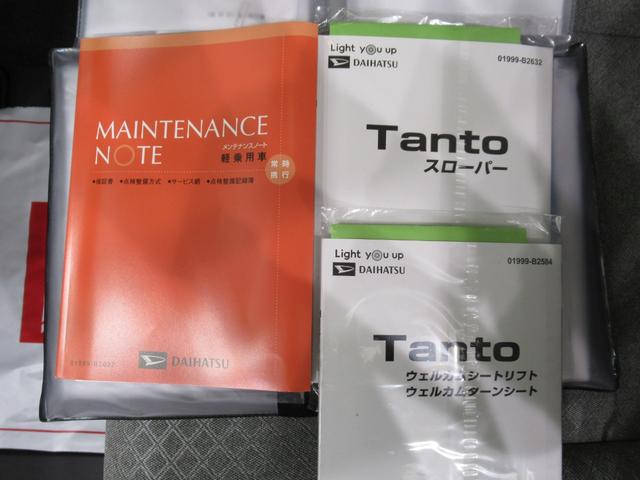 MAINTENANCE
NOTE
メンテナンスノート
軽乗用車
常時
携行
●保証書 ●点検整備方式 ●サービス網 ●点検整備記録簿
DAIHATSU
Light you up
DAIHATSU
01999-B2632
Tanto
スローパー
Light you up
DAIHATSU
01999-B2584
Tanto
ウェルカムシートリフト
ウェルカムターンシート